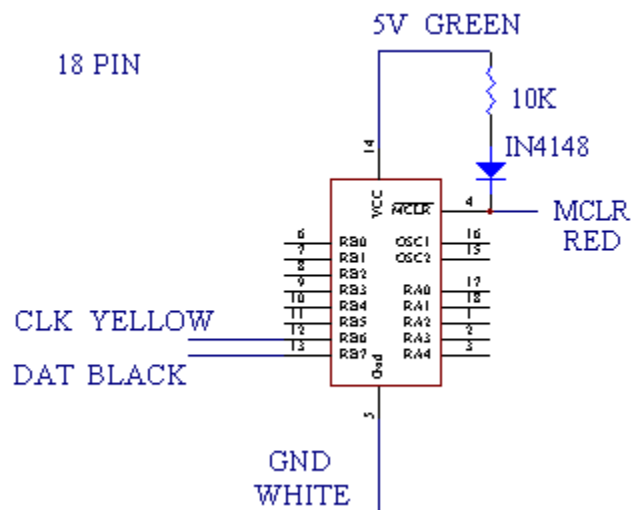 5V GREEN
18 PIN
10K
IN4148
14
VCC
MCLR
4
MCLR
RED
6 RB0
7 RB1
8 RB2
9 RB3
10 RB4
11 RB5
12 RB6
13 RB7
OSC1 16
OSC2 15
RA0 17
RA1 18
RA2 1
RA3 2
RA4 3
CLK YELLOW
DAT BLACK
Gnd
5
GND
WHITE